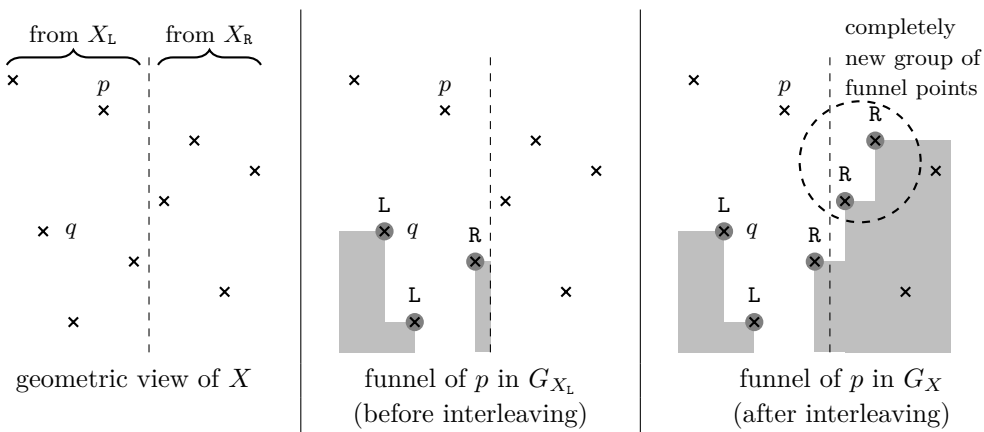 from X_L
from X_R
p
q
geometric view of X
p
L
q
R
L
funnel of p in G_{X_L}
(before interleaving)
completely
new group of
funnel points
p
R
R
L
q
R
L
funnel of p in G_X
(after interleaving)